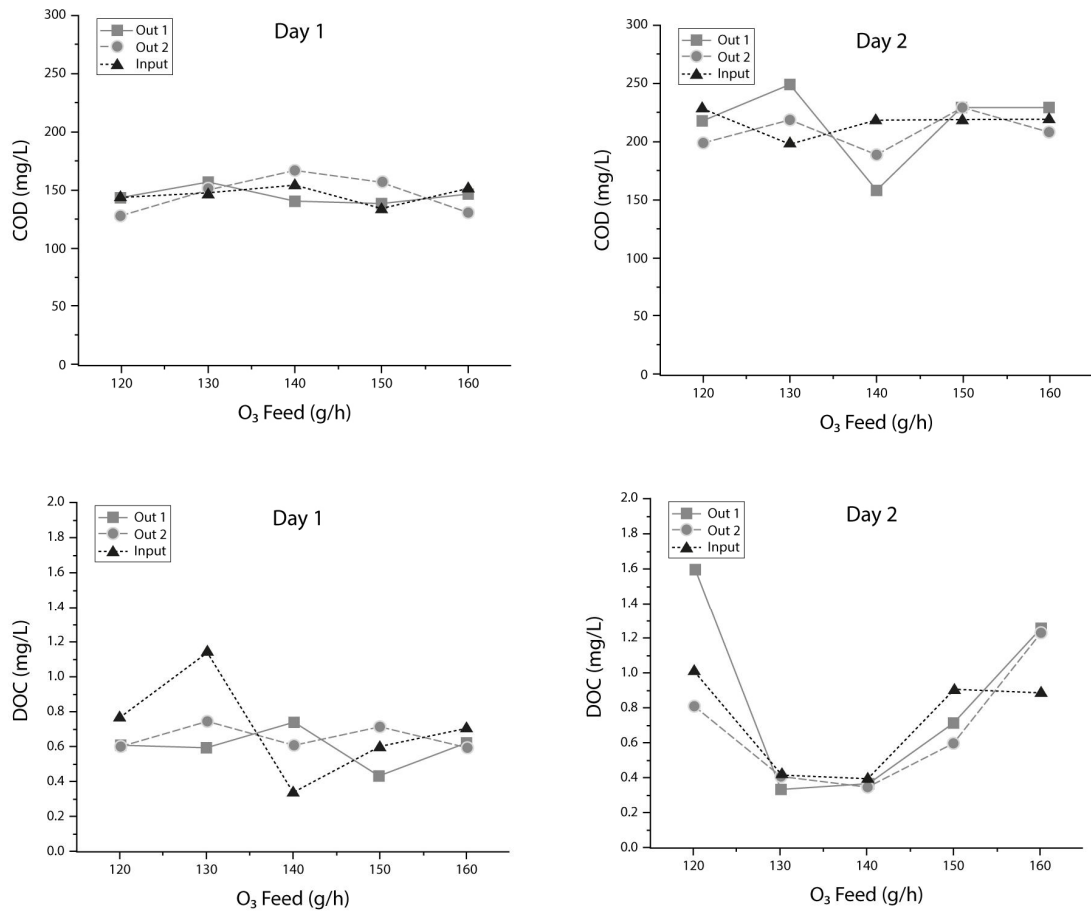 Day 1
Out 1
Out 2
Input
300
250
200
150
100
50
0
COD (mg/L)
120 130 140 150 160
O₃ Feed (g/h)
Day 2
Out 1
Out 2
Input
300
250
200
150
100
50
0
COD (mg/L)
120 130 140 150 160
O₃ Feed (g/h)
Day 1
Out 1
Out 2
Input
2.0
1.8
1.6
1.4
1.2
1.0
0.8
0.6
0.4
0.2
0.0
DOC (mg/L)
120 130 140 150 160
O₃ Feed (g/h)
Day 2
Out 1
Out 2
Input
2.0
1.8
1.6
1.4
1.2
1.0
0.8
0.6
0.4
0.2
0.0
DOC (mg/L)
120 130 140 150 160
O₃ Feed (g/h)